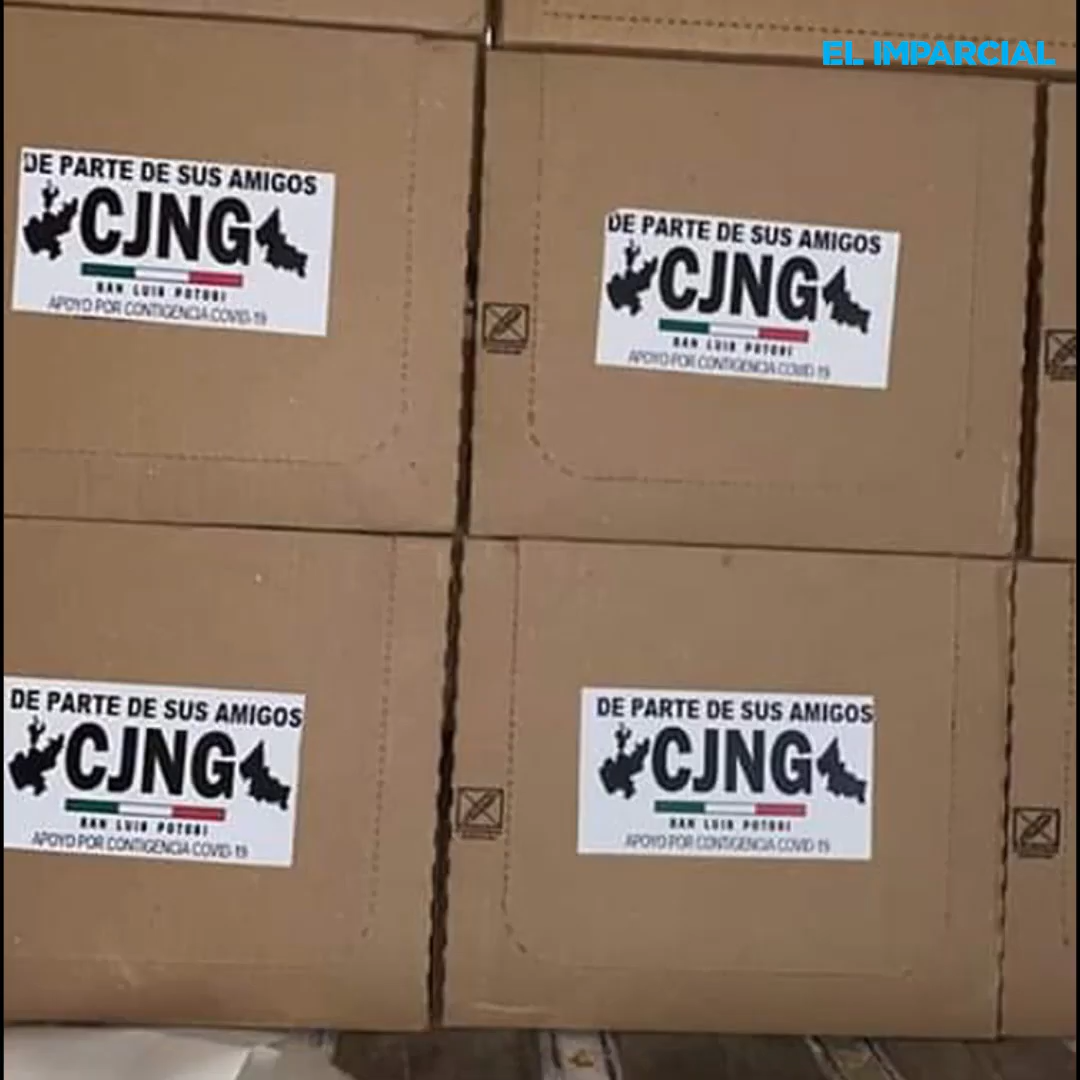 EL IMPARCIAL
DE PARTE DE SUS AMIGOS
CJNG
SAN LUIS POTOSI
APOYO POR CONTIGENCIA COVID-19
DE PARTE DE SUS AMIGOS
CJNG
SAN LUIS POTOSI
APOYO POR CONTIGENCIA COVID-19
DE PARTE DE SUS AMIGOS
CJNG
SAN LUIS POTOSI
APOYO POR CONTIGENCIA COVID-19
DE PARTE DE SUS AMIGOS
CJNG
SAN LUIS POTOSI
APOYO POR CONTIGENCIA COVID-19